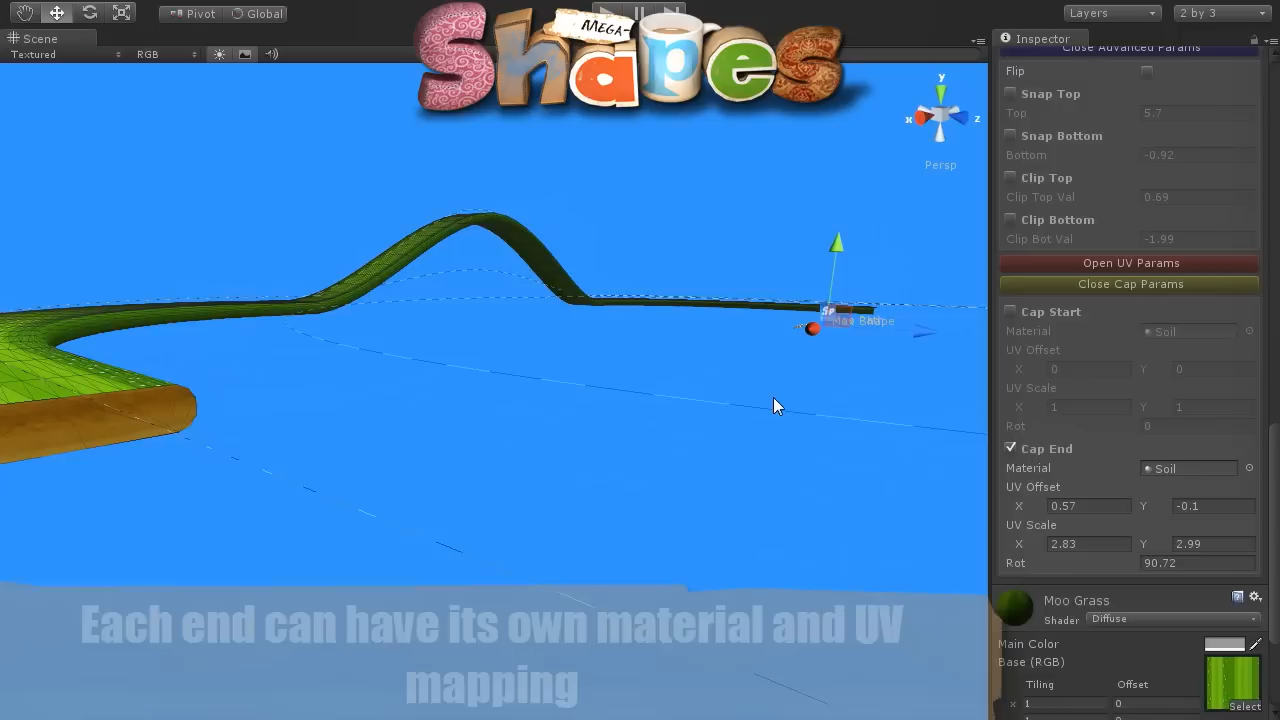 Pivot Global
Layers
2 by 3
MEGA-
Shapes
Scene
Inspector
Textured RGB
Close Advanced Params
Flip
Snap Top
Top 5.7
Snap Bottom
Bottom -0.92
Clip Top
Clip Top Val 0.69
Clip Bottom
Clip Bot Val -1.99
Open UV Params
Close Cap Params
Cap Start
Material Soil
UV Offset
X 0 Y 0
UV Scale
X 1 Y 1
Rot 0
Cap End
Material Soil
UV Offset
X 0.57 Y -0.1
UV Scale
X 2.83 Y 2.99
Rot 90.72
Moo Grass
Shader Diffuse
Main Color
Base (RGB)
Tiling Offset
x 1 0
Select
y
x z
Persp
Sp
Shape
Each end can have its own material and UV
mapping